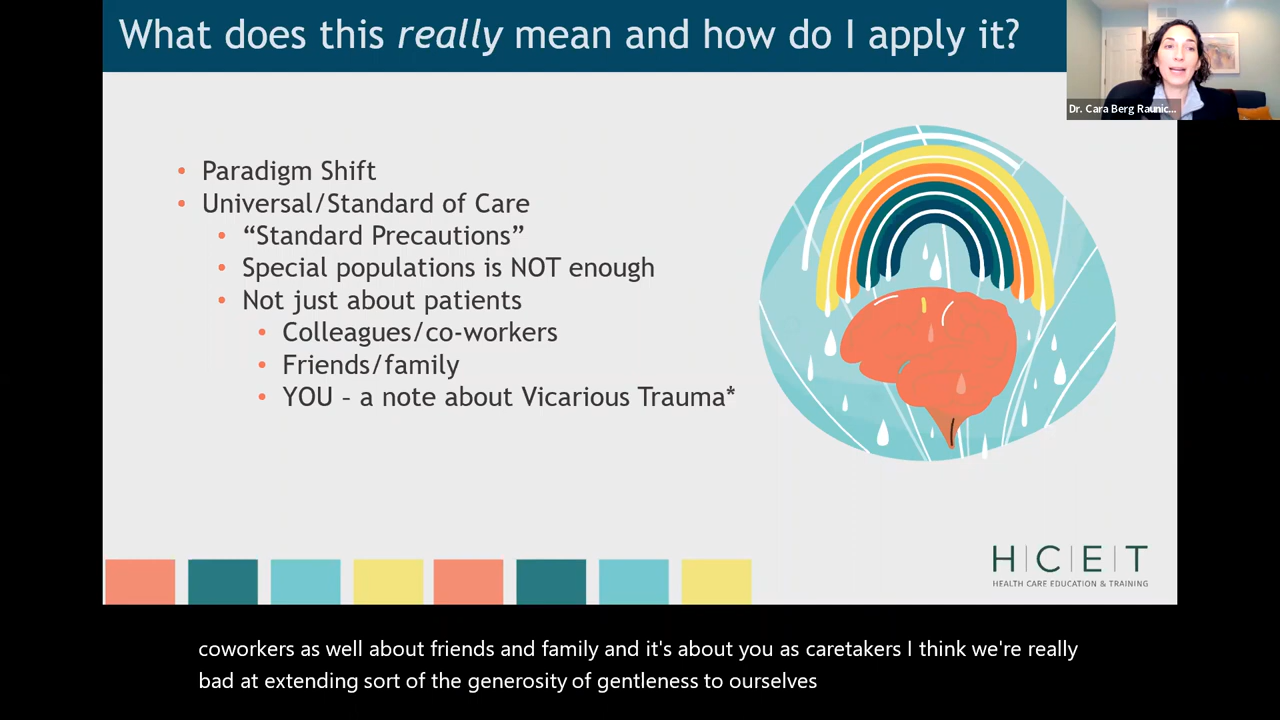 What does this really mean and how do I apply it?
Dr. Cara Berg Raunic...
• Paradigm Shift
• Universal/Standard of Care
• “Standard Precautions”
• Special populations is NOT enough
• Not just about patients
• Colleagues/co-workers
• Friends/family
• YOU – a note about Vicarious Trauma*
H|C|E|T
HEALTH CARE EDUCATION & TRAINING
coworkers as well about friends and family and it's about you as caretakers I think we're really
bad at extending sort of the generosity of gentleness to ourselves